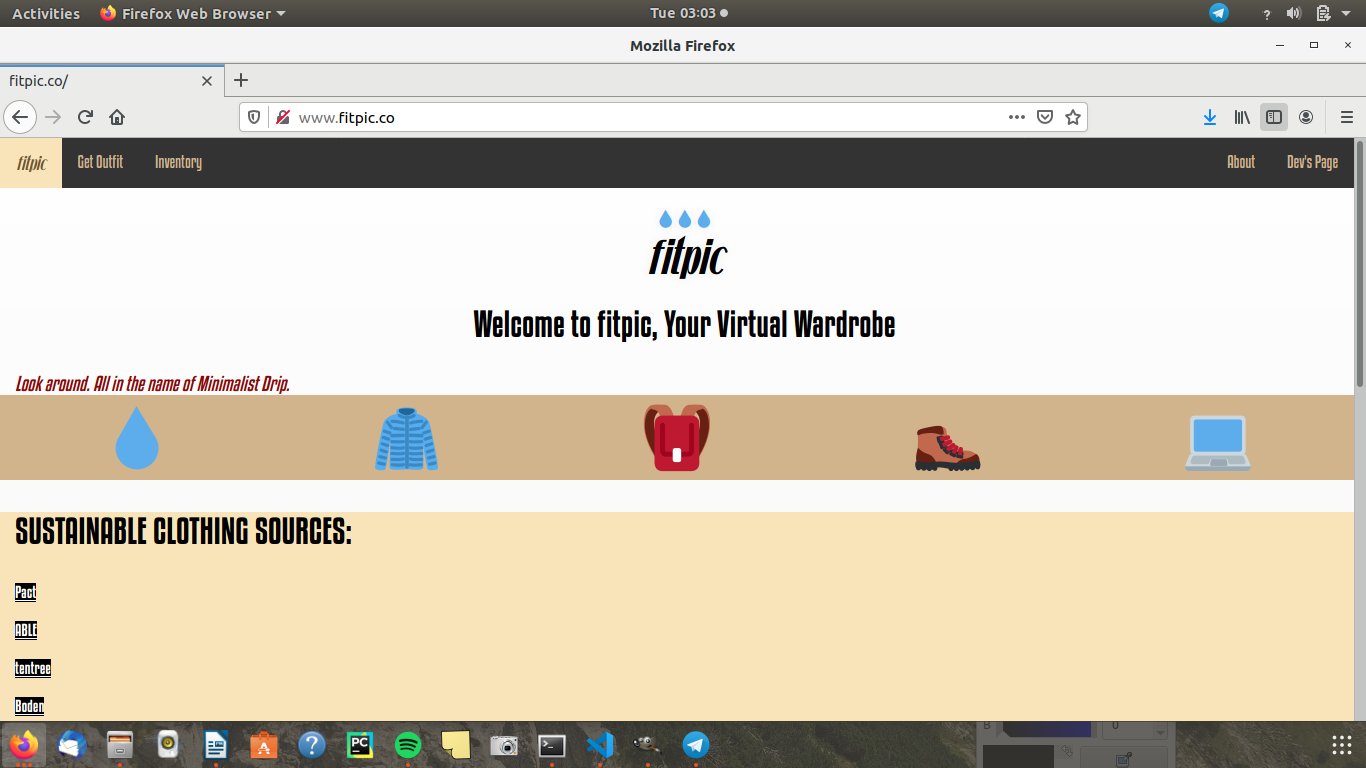 Activities Firefox Web Browser Tue 03:03
Mozilla Firefox
fitpic.co/
www.fitpic.co
fitpic Get Outfit Inventory About Dev's Page
fitpic
Welcome to fitpic, Your Virtual Wardrobe
Look around. All in the name of Minimalist Drip.
SUSTAINABLE CLOTHING SOURCES:
Pact
ABLE
tentree
Boden
B 0
PC